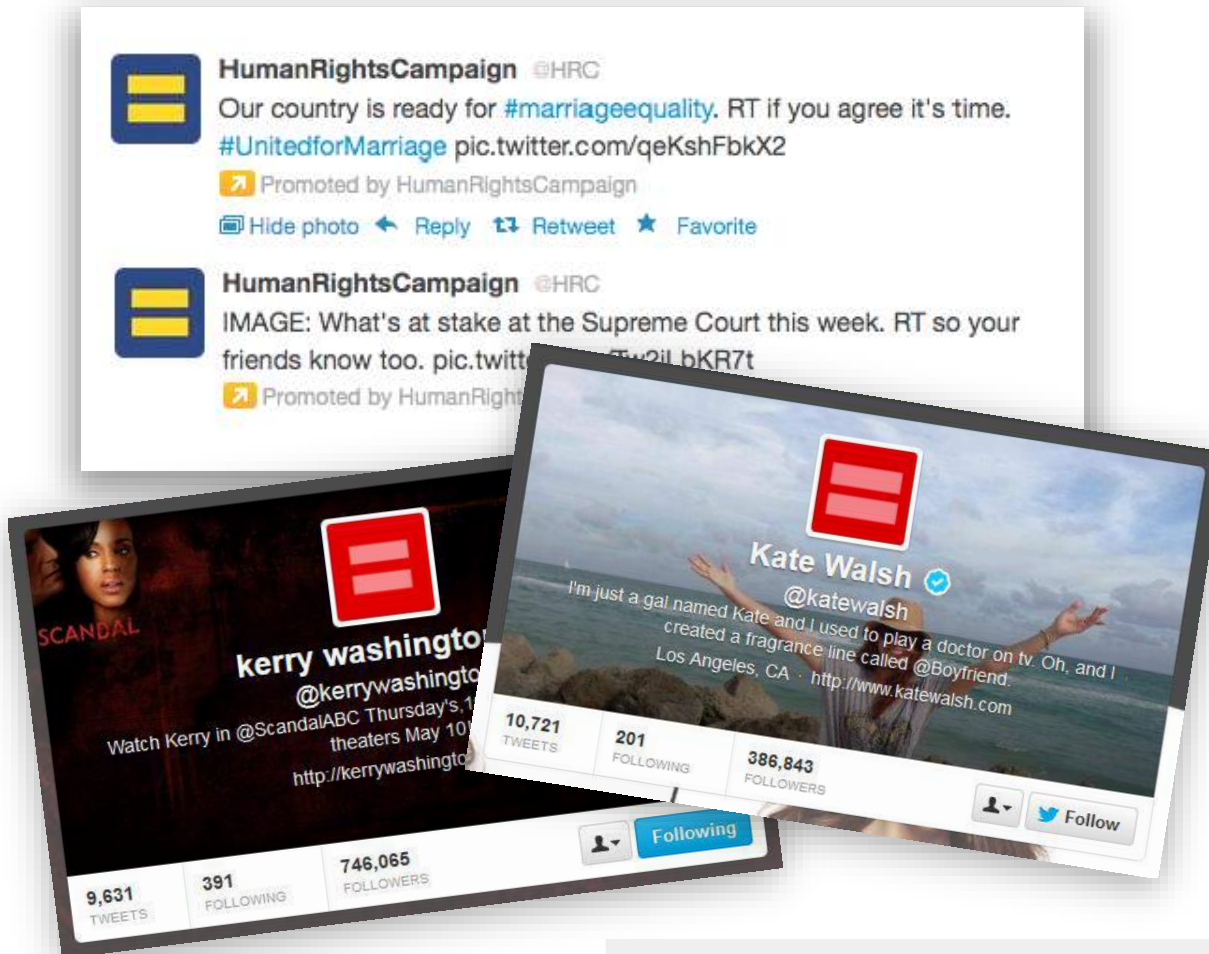 HumanRightsCampaign @HRC
Our country is ready for #marriageequality. RT if you agree it's time.
#UnitedforMarriage pic.twitter.com/qeKshFbkX2
Promoted by HumanRightsCampaign
Hide photo Reply Retweet Favorite
HumanRightsCampaign @HRC
IMAGE: What's at stake at the Supreme Court this week. RT so your
friends know too.
Promoted by
SCANDAL
kerry
Watch Kerry in @ScandalABC Thursday's,
theaters May 10
9,631
TWEETS
391
FOLLOWING
746,065
FOLLOWERS
Following
Kate Walsh
@katewalsh
I'm just a gal named Kate and I used to play a doctor on tv. Oh, and I
created a fragrance line called @Boyfriend.
Los Angeles, CA · http://www.katewalsh.com
10,721
TWEETS
201
FOLLOWING
386,843
FOLLOWERS
Follow